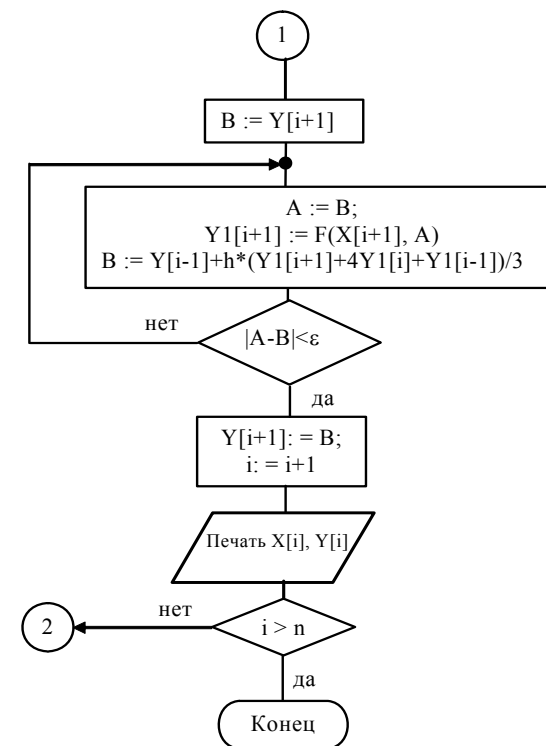 1
B := Y[i+1]
A := B;
Y1[i+1] := F(X[i+1], A)
B := Y[i-1]+h*(Y1[i+1]+4Y1[i]+Y1[i-1])/3
нет
|A-B|<ε
да
Y[i+1]: = B;
i: = i+1
Печать X[i], Y[i]
нет
2
i > n
да
Конец